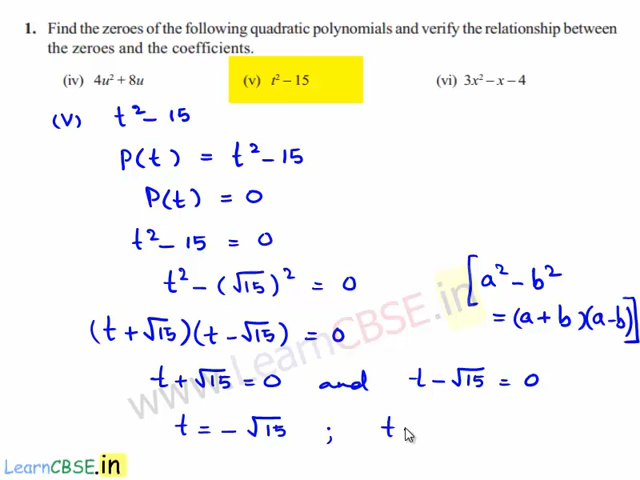 1. Find the zeroes of the following quadratic polynomials and verify the relationship between
the zeroes and the coefficients.
(iv) 4u² + 8u (v) t² – 15 (vi) 3x² – x – 4
(v) t² – 15
P(t) = t² – 15
P(t) = 0
t² – 15 = 0
t² – (√15)² = 0 [a² – b²
(t + √15)(t – √15) = 0 = (a + b)(a – b)]
t + √15 = 0 and t – √15 = 0
t = – √15 ; t
www.LearnCBSE.in
LearnCBSE.in